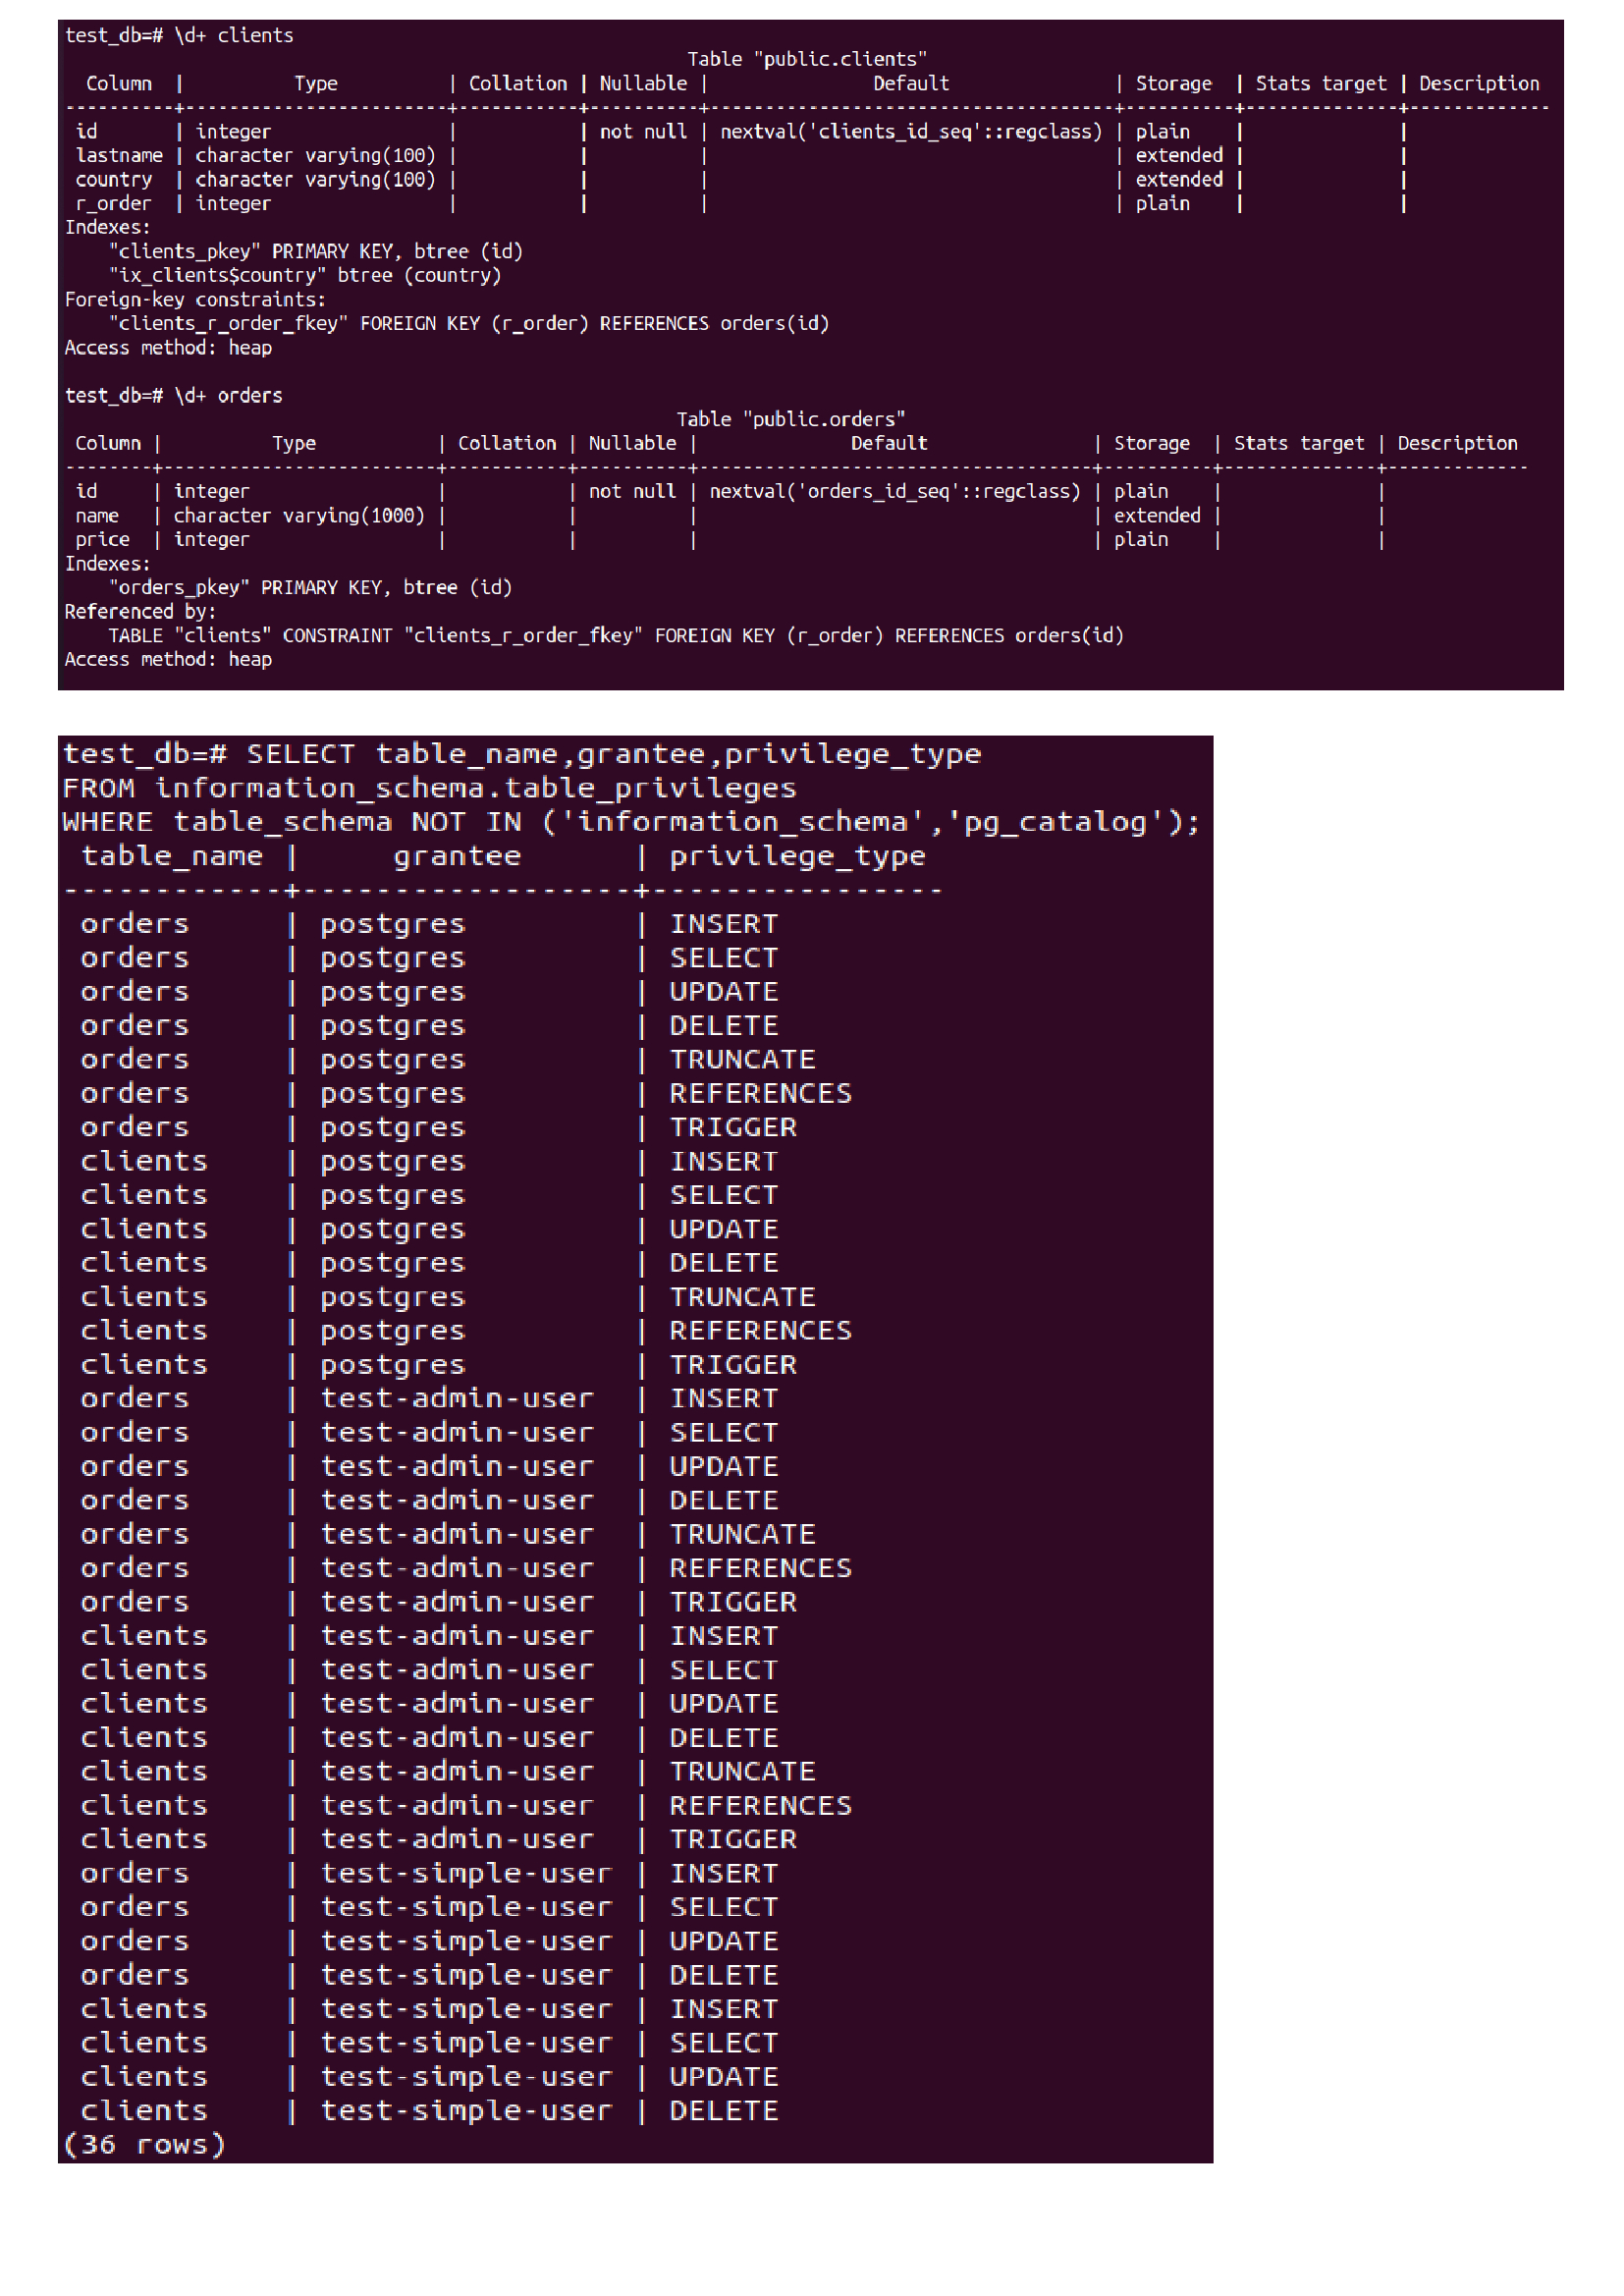 test_db=# \d+ clients
                                                         Table "public.clients"
  Column  |          Type          | Collation | Nullable |               Default               | Storage  | Stats target | Description
----------+------------------------+-----------+----------+-------------------------------------+----------+--------------+-------------
 id       | integer                |           | not null | nextval('clients_id_seq'::regclass) | plain    |              |
 lastname | character varying(100) |           |          |                                     | extended |              |
 country  | character varying(100) |           |          |                                     | extended |              |
 r_order  | integer                |           |          |                                     | plain    |              |
Indexes:
    "clients_pkey" PRIMARY KEY, btree (id)
    "ix_clients$country" btree (country)
Foreign-key constraints:
    "clients_r_order_fkey" FOREIGN KEY (r_order) REFERENCES orders(id)
Access method: heap

test_db=# \d+ orders
                                                        Table "public.orders"
 Column |          Type           | Collation | Nullable |              Default               | Storage  | Stats target | Description
--------+-------------------------+-----------+----------+------------------------------------+----------+--------------+-------------
 id     | integer                 |           | not null | nextval('orders_id_seq'::regclass) | plain    |              |
 name   | character varying(1000) |           |          |                                    | extended |              |
 price  | integer                 |           |          |                                    | plain    |              |
Indexes:
    "orders_pkey" PRIMARY KEY, btree (id)
Referenced by:
    TABLE "clients" CONSTRAINT "clients_r_order_fkey" FOREIGN KEY (r_order) REFERENCES orders(id)
Access method: heap

test_db=# SELECT table_name,grantee,privilege_type
FROM information_schema.table_privileges
WHERE table_schema NOT IN ('information_schema','pg_catalog');
 table_name |     grantee      | privilege_type
------------+------------------+----------------
 orders     | postgres         | INSERT
 orders     | postgres         | SELECT
 orders     | postgres         | UPDATE
 orders     | postgres         | DELETE
 orders     | postgres         | TRUNCATE
 orders     | postgres         | REFERENCES
 orders     | postgres         | TRIGGER
 clients    | postgres         | INSERT
 clients    | postgres         | SELECT
 clients    | postgres         | UPDATE
 clients    | postgres         | DELETE
 clients    | postgres         | TRUNCATE
 clients    | postgres         | REFERENCES
 clients    | postgres         | TRIGGER
 orders     | test-admin-user  | INSERT
 orders     | test-admin-user  | SELECT
 orders     | test-admin-user  | UPDATE
 orders     | test-admin-user  | DELETE
 orders     | test-admin-user  | TRUNCATE
 orders     | test-admin-user  | REFERENCES
 orders     | test-admin-user  | TRIGGER
 clients    | test-admin-user  | INSERT
 clients    | test-admin-user  | SELECT
 clients    | test-admin-user  | UPDATE
 clients    | test-admin-user  | DELETE
 clients    | test-admin-user  | TRUNCATE
 clients    | test-admin-user  | REFERENCES
 clients    | test-admin-user  | TRIGGER
 orders     | test-simple-user | INSERT
 orders     | test-simple-user | SELECT
 orders     | test-simple-user | UPDATE
 orders     | test-simple-user | DELETE
 clients    | test-simple-user | INSERT
 clients    | test-simple-user | SELECT
 clients    | test-simple-user | UPDATE
 clients    | test-simple-user | DELETE
(36 rows)